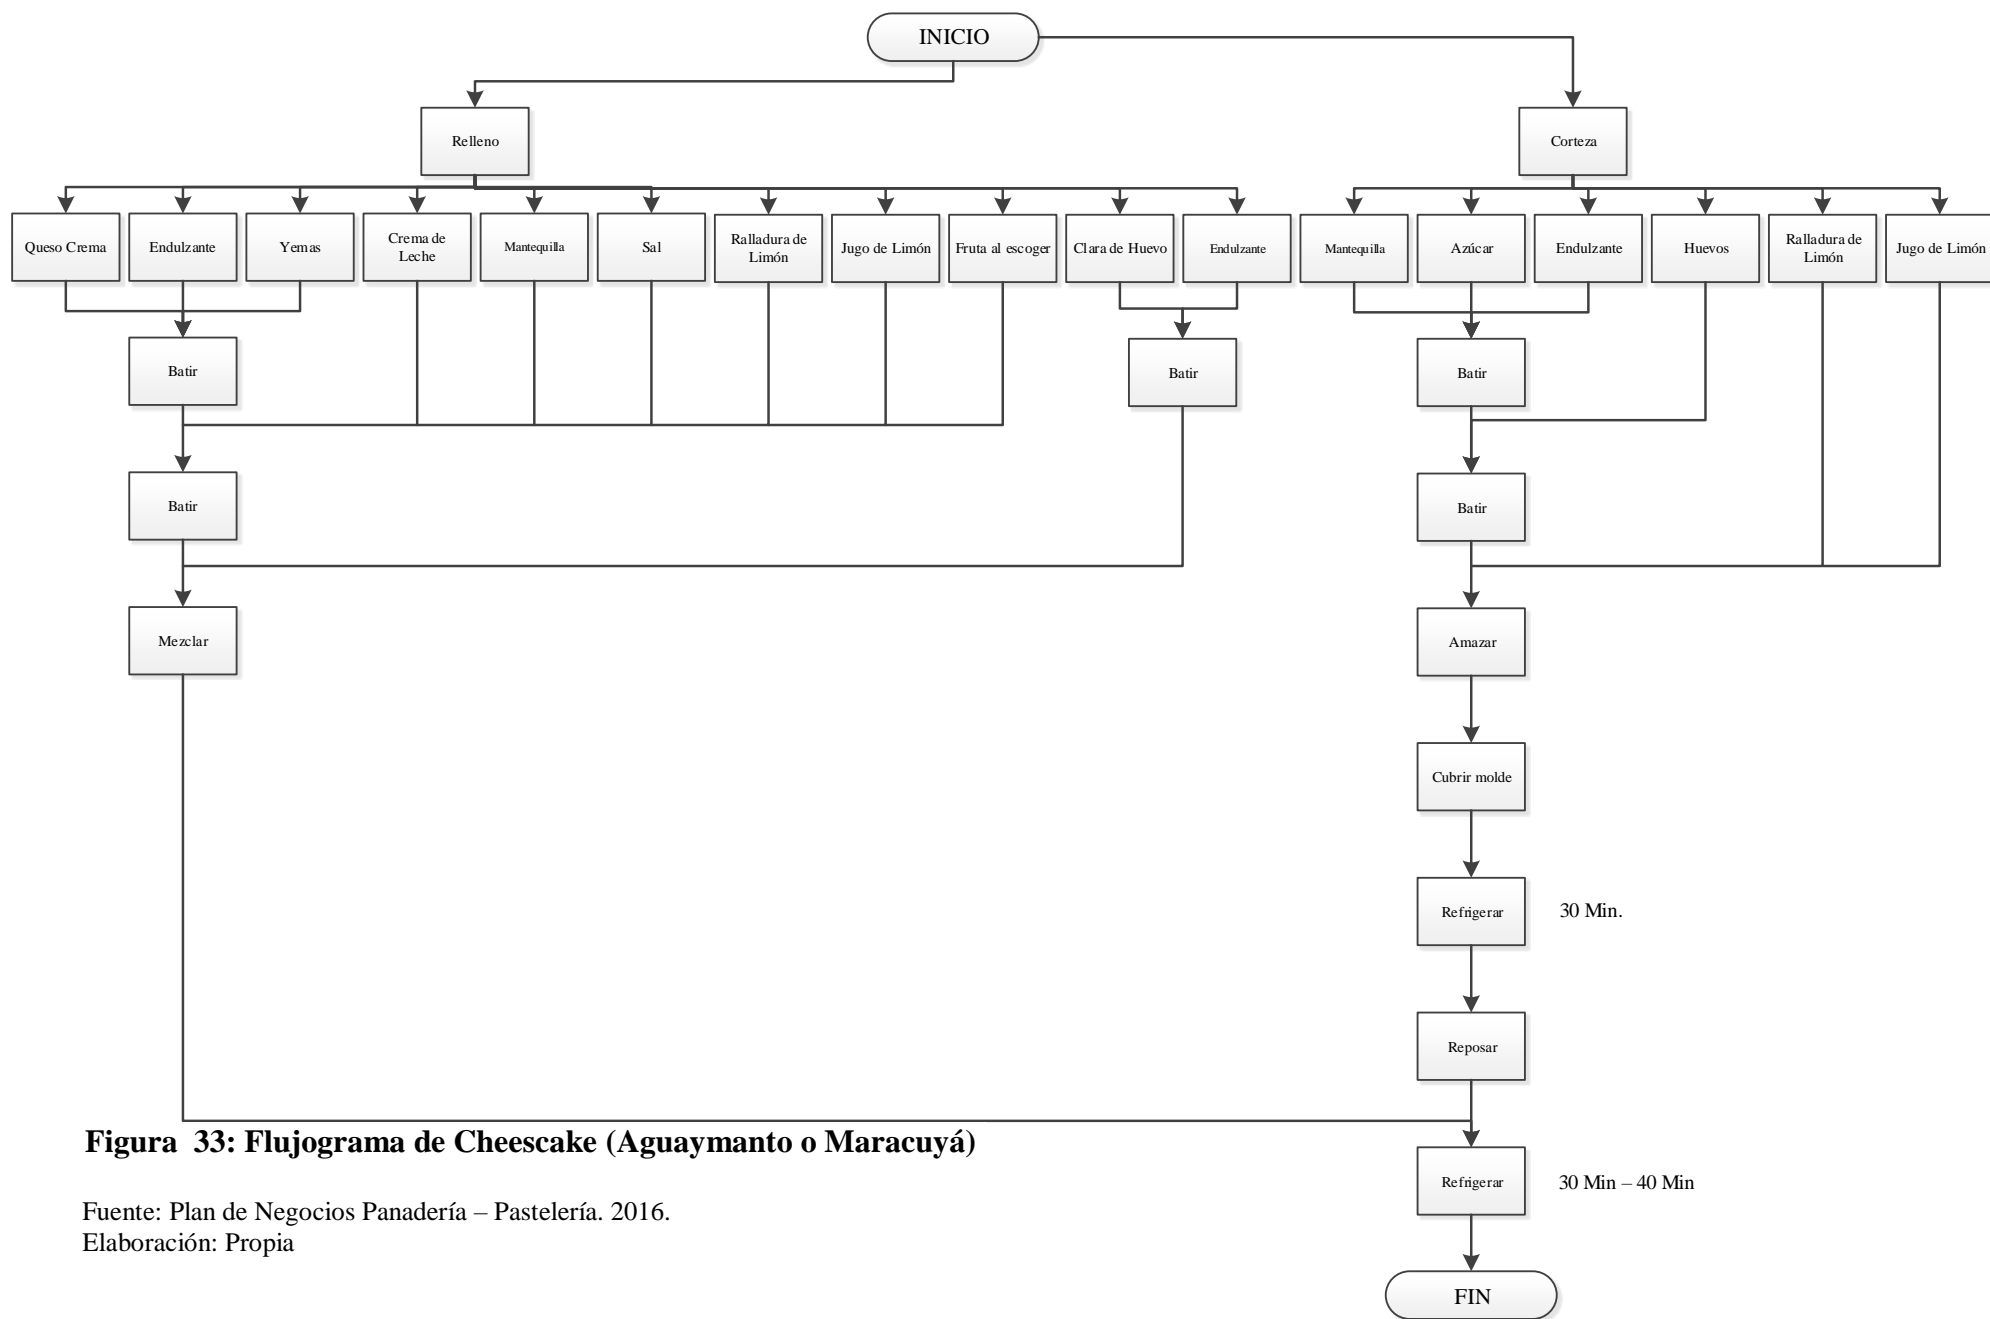 INICIO
Relleno
Corteza
Queso Crema
Endulzante
Yemas
Crema de
Leche
Mantequilla
Sal
Ralladura de
Limón
Jugo de Limón
Fruta al escoger
Clara de Huevo
Endulzante
Mantequilla
Azúcar
Endulzante
Huevos
Ralladura de
Limón
Jugo de Limón
Batir
Batir
Batir
Batir
Batir
Mezclar
Amazar
Cubrir molde
Refrigerar
30 Min.
Reposar
Figura 33: Flujograma de Cheescake (Aguaymanto o Maracuyá)
Refrigerar
30 Min – 40 Min
Fuente: Plan de Negocios Panadería – Pastelería. 2016.
Elaboración: Propia
FIN